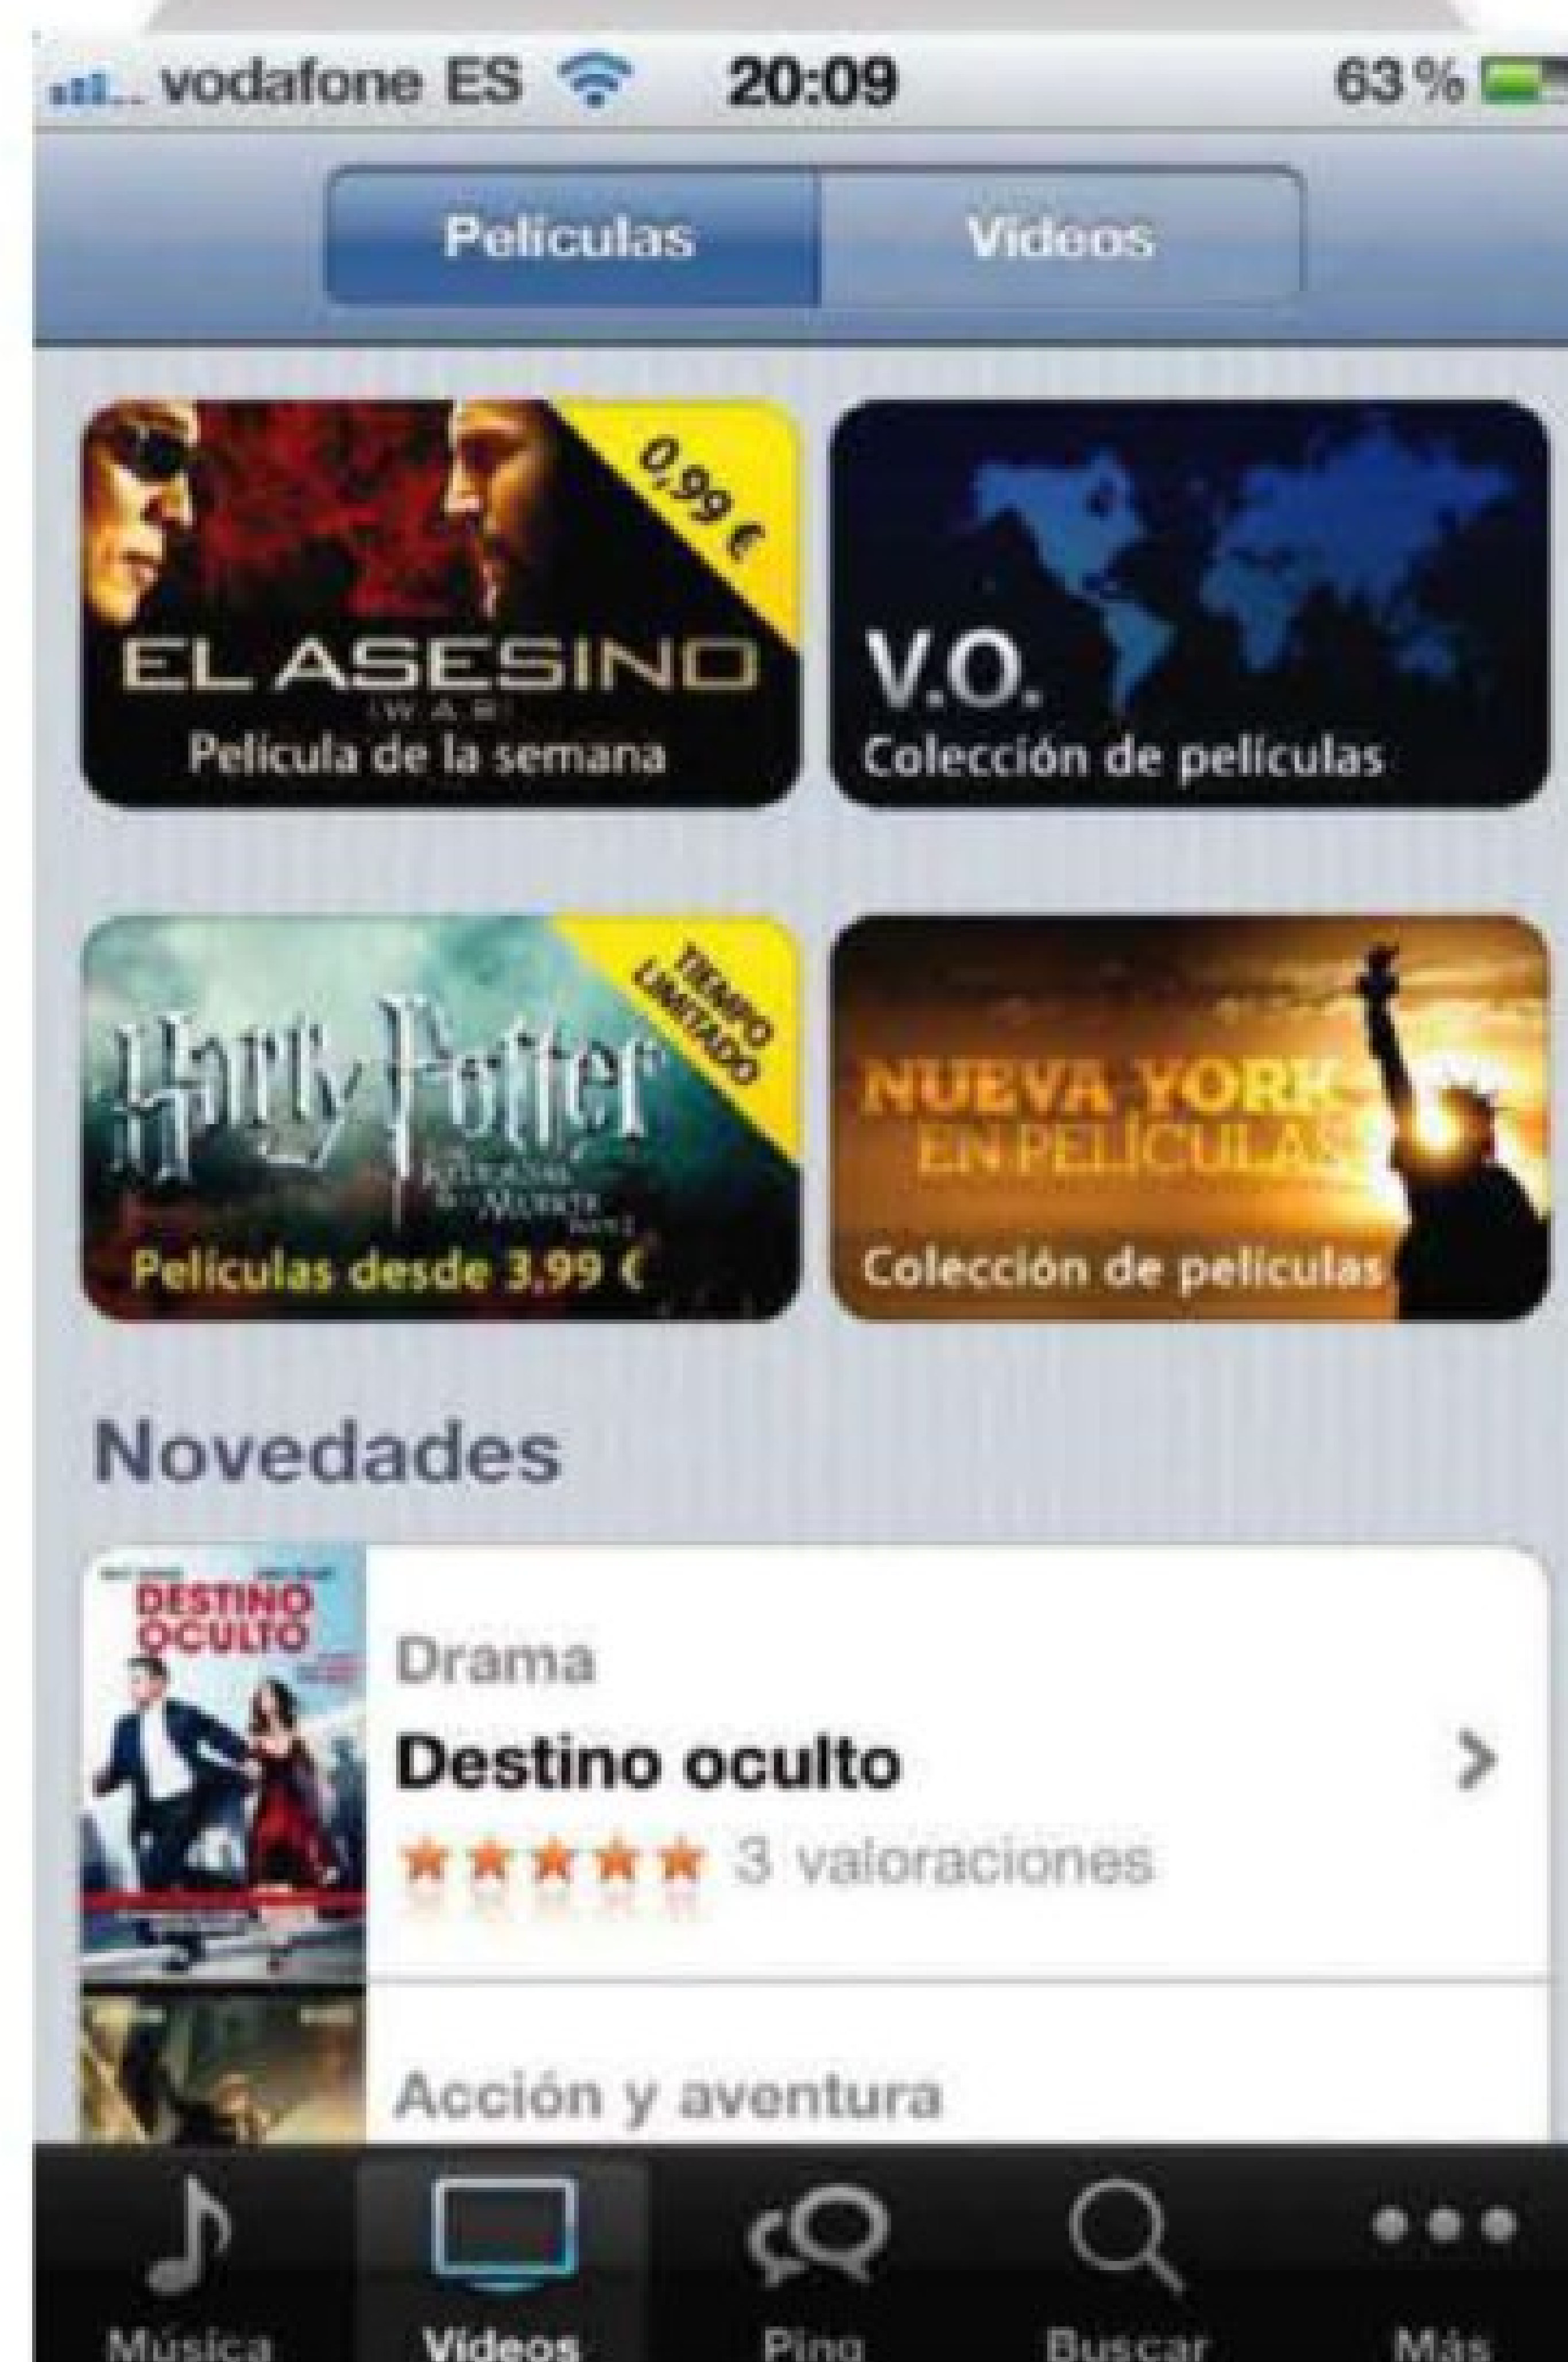 vodafone ES 20:09 63 %
Películas Vídeos
0,99 €
EL ASESINO
(W.A.R)
Película de la semana
V.O.
Colección de películas
TIEMPO
LIMITADO
Harry Potter
Películas desde 3,99 €
NUEVA YORK
EN PELÍCULAS
Colección de películas
Novedades
DESTINO
OCULTO
Drama
Destino oculto
3 valoraciones
Acción y aventura
Música Vídeos Ping Buscar Más